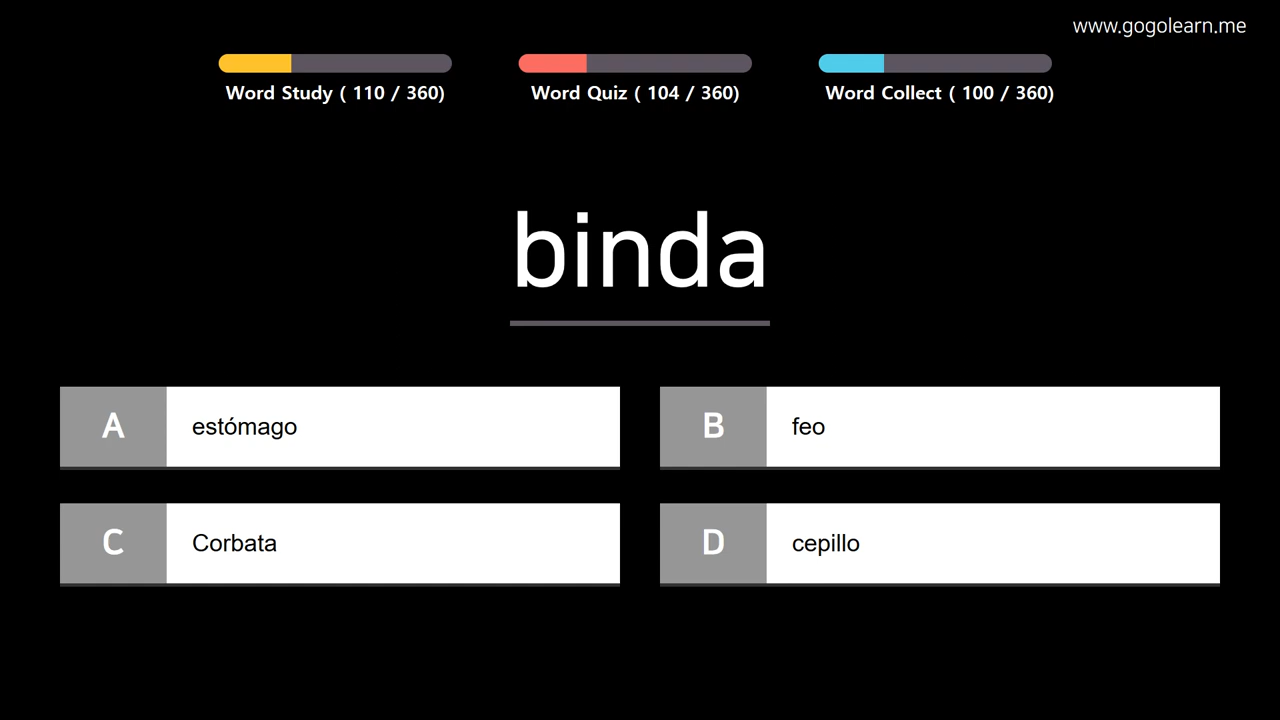 www.gogolearn.me
Word Study ( 110 / 360)
Word Quiz ( 104 / 360)
Word Collect ( 100 / 360)
binda
A estómago
B feo
C Corbata
D cepillo